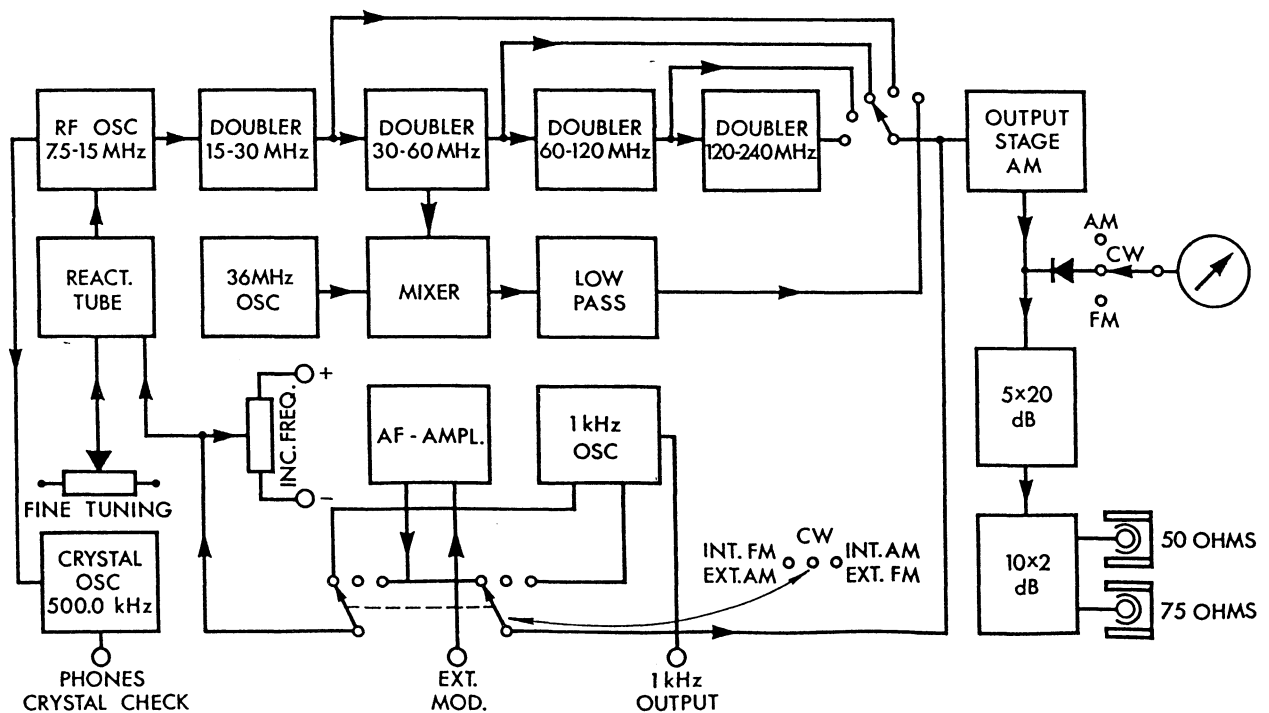 RF OSC
7.5-15 MHz
DOUBLER
15-30 MHz
DOUBLER
30-60 MHz
DOUBLER
60-120 MHz
DOUBLER
120-240MHz
OUTPUT
STAGE
AM
REACT.
TUBE
36MHz
OSC
MIXER
LOW
PASS
AM
CW
FM
5×20
dB
+
INC. FREQ.
−
AF - AMPL.
1 kHz
OSC
FINE TUNING
CRYSTAL
OSC
500.0 kHz
INT. FM
EXT.AM
CW
INT. AM
EXT. FM
10×2
dB
50 OHMS
75 OHMS
PHONES
CRYSTAL CHECK
EXT.
MOD.
1 kHz
OUTPUT